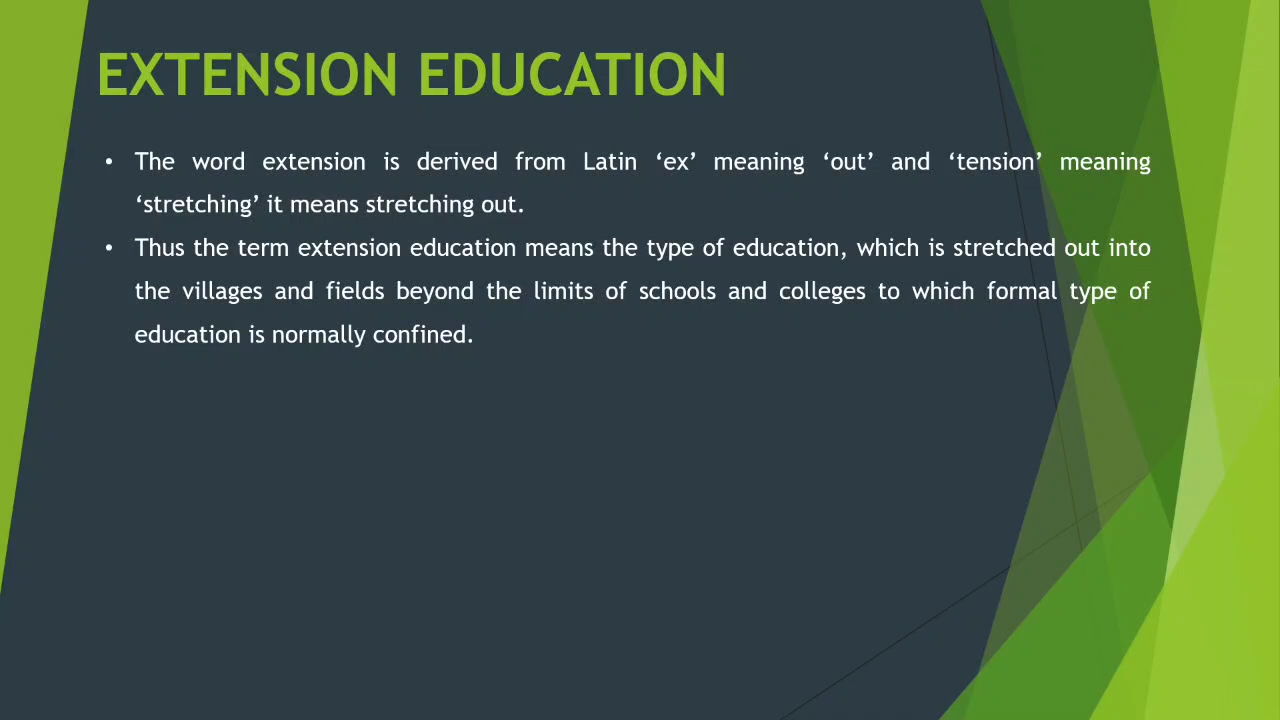 EXTENSION EDUCATION
• The word extension is derived from Latin ‘ex’ meaning ‘out’ and ‘tension’ meaning
‘stretching’ it means stretching out.
• Thus the term extension education means the type of education, which is stretched out into
the villages and fields beyond the limits of schools and colleges to which formal type of
education is normally confined.